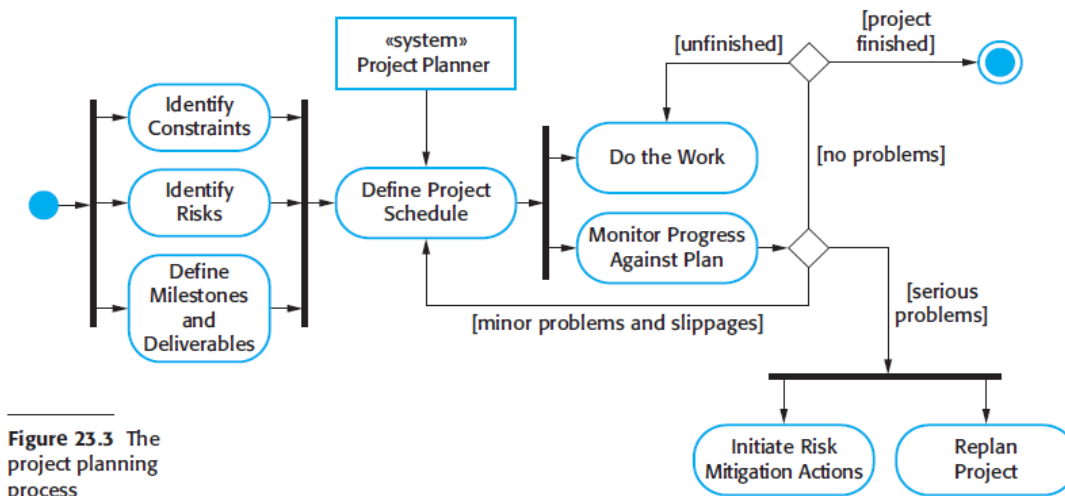 «system»
Project Planner
[unfinished]
[project
finished]
Identify
Constraints
Identify
Risks
Define
Milestones
and
Deliverables
Define Project
Schedule
Do the Work
[no problems]
Monitor Progress
Against Plan
[minor problems and slippages]
[serious
problems]
Initiate Risk
Mitigation Actions
Replan
Project
Figure 23.3 The
project planning
process